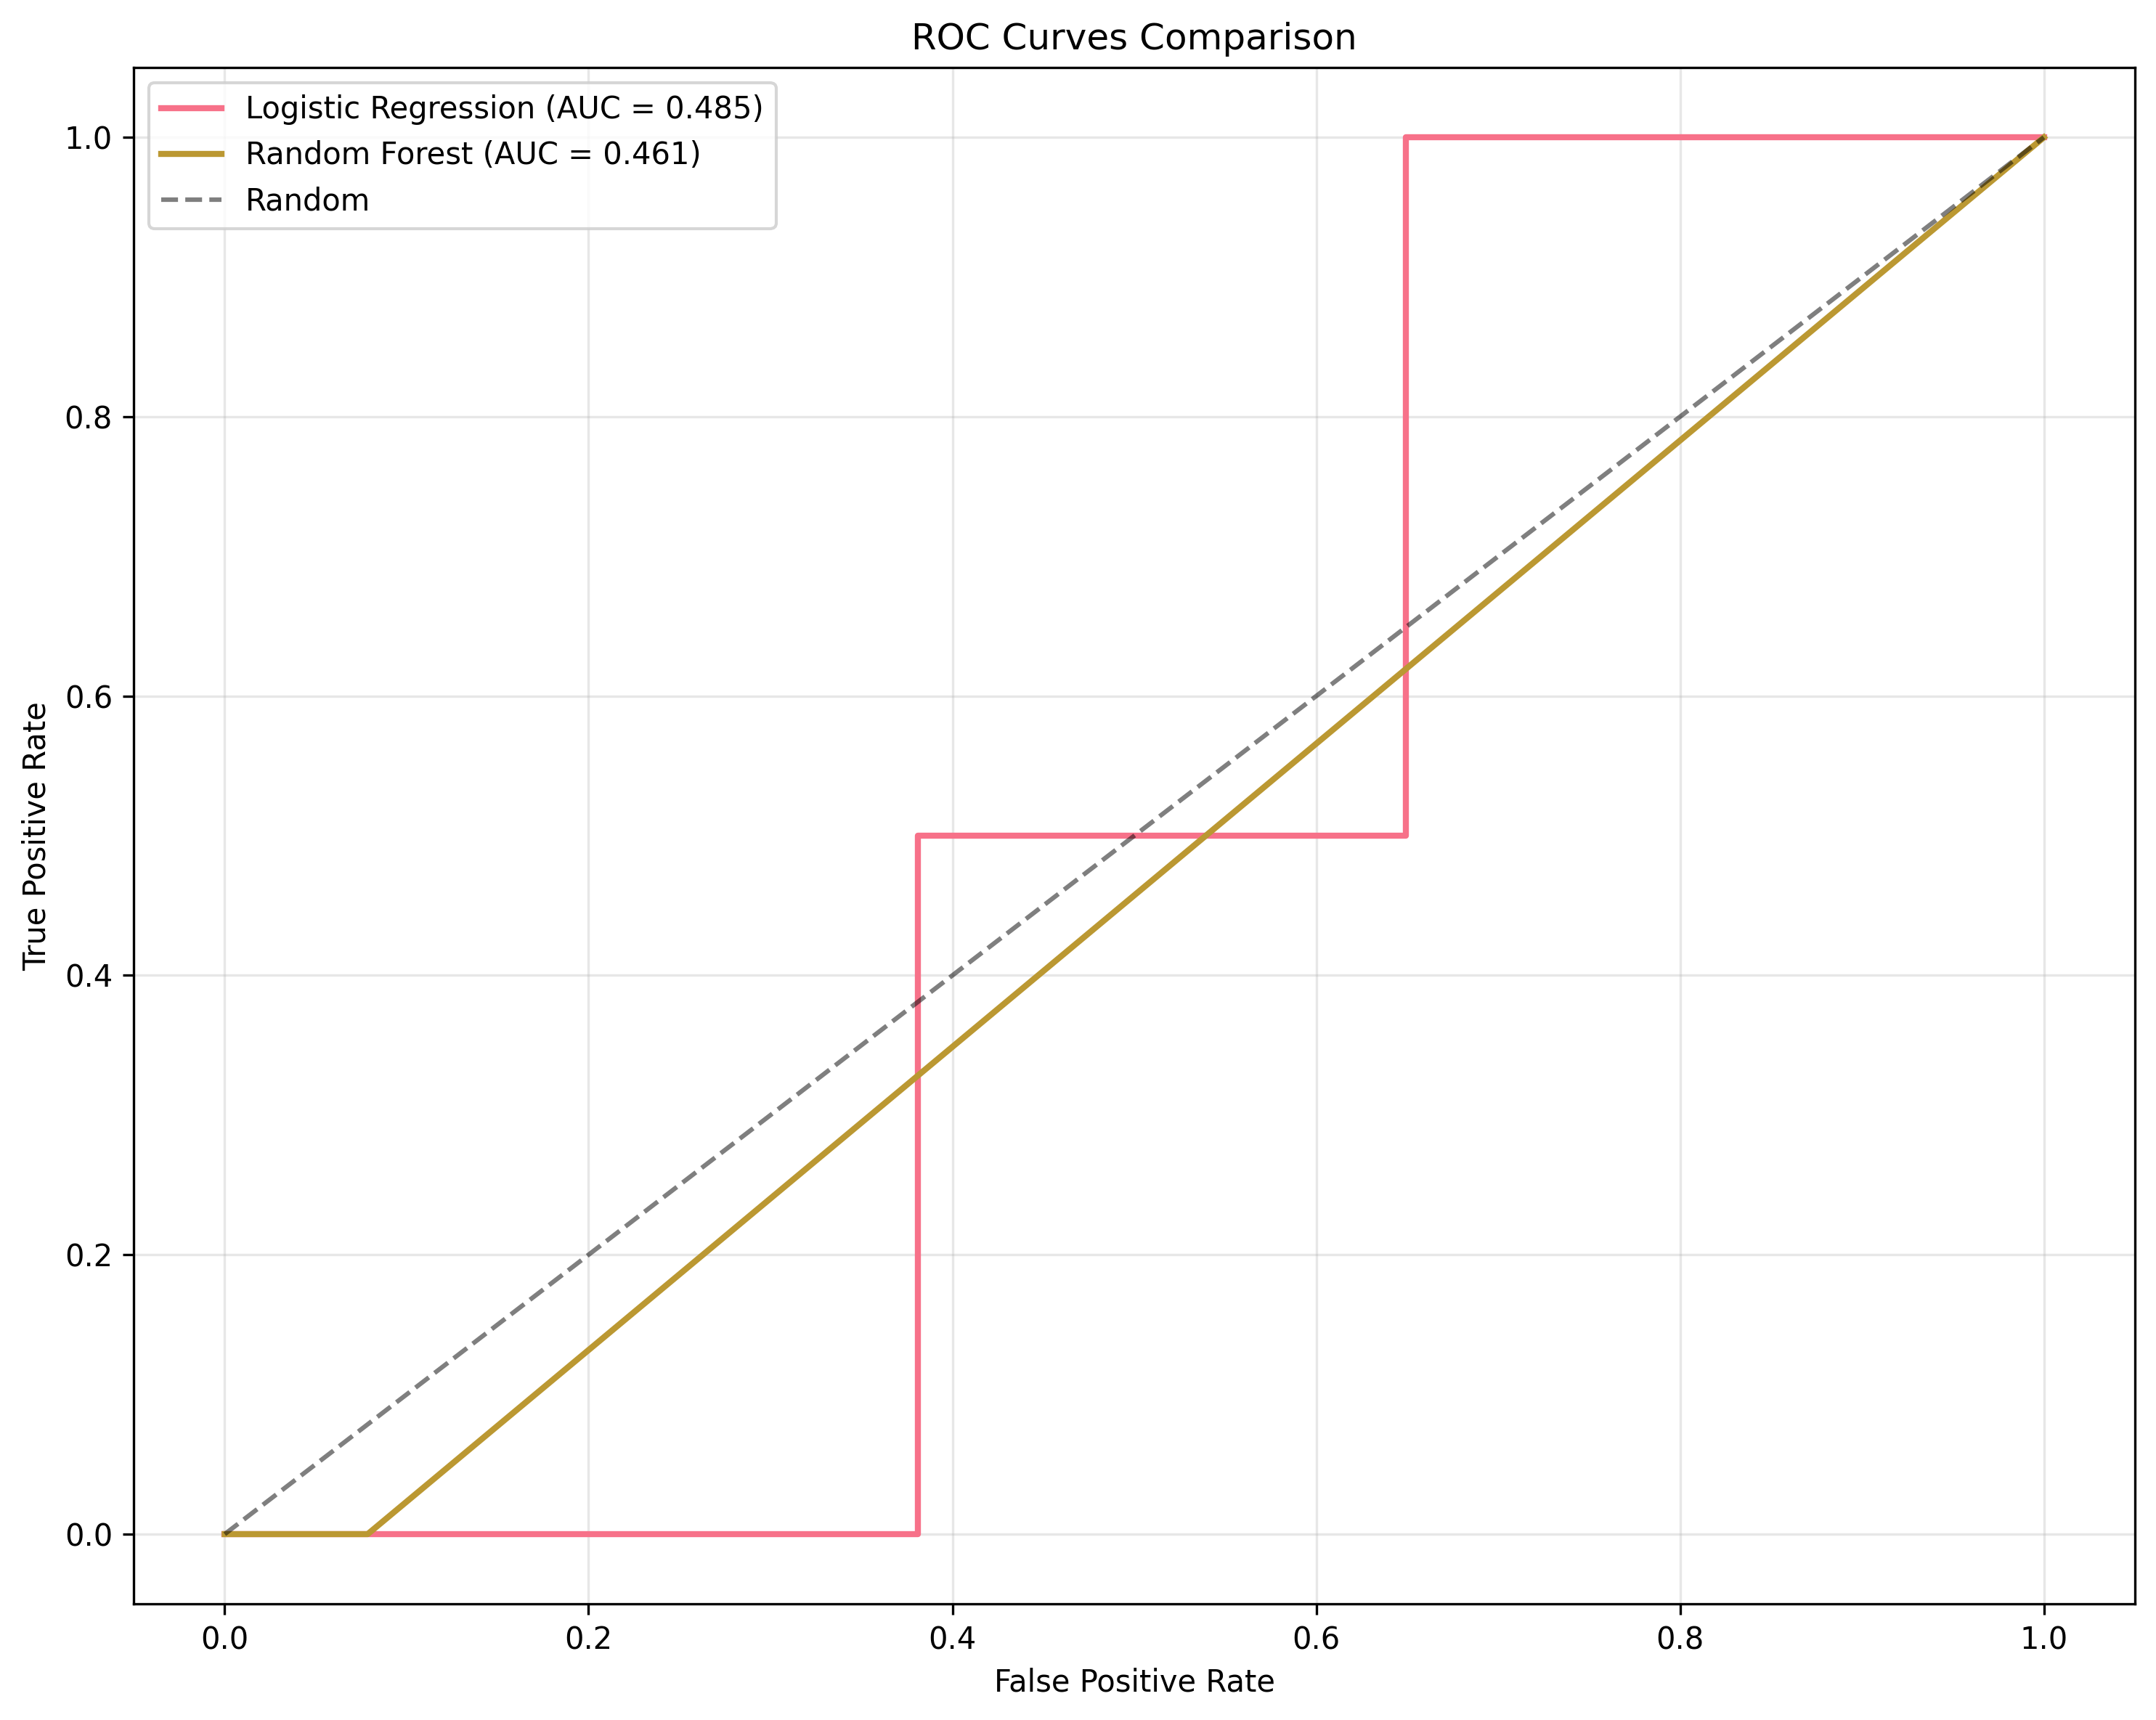 ROC Curves Comparison
Logistic Regression (AUC = 0.485)
Random Forest (AUC = 0.461)
Random
1.0
0.8
0.6
0.4
0.2
0.0
True Positive Rate
0.0 0.2 0.4 0.6 0.8 1.0
False Positive Rate